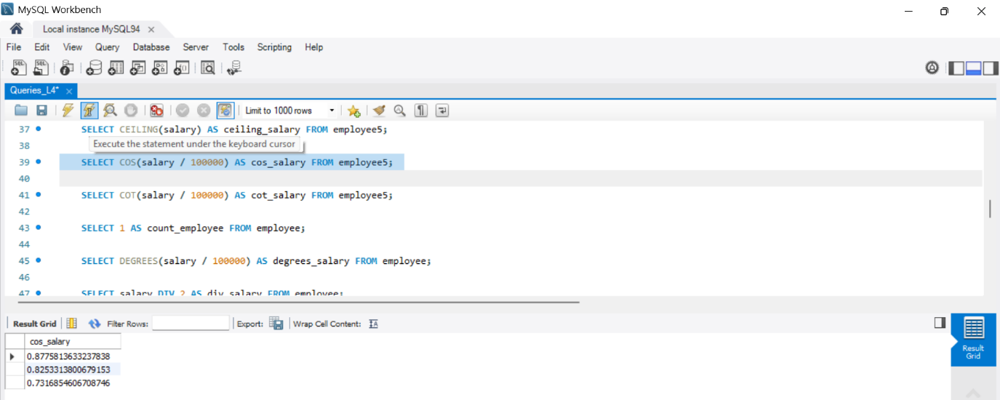 MySQL Workbench
Local instance MySQL94
File Edit View Query Database Server Tools Scripting Help
SQL SQL
Queries_L4*
Limit to 1000 rows
37 SELECT CEILING(salary) AS ceiling_salary FROM employee5;
38 Execute the statement under the keyboard cursor
39 SELECT COS(salary / 100000) AS cos_salary FROM employee5;
40
41 SELECT COT(salary / 100000) AS cot_salary FROM employee5;
42
43 SELECT 1 AS count_employee FROM employee;
44
45 SELECT DEGREES(salary / 100000) AS degrees_salary FROM employee;
46
47 SELECT salary DIV 2 AS div_salary FROM employee;
Result Grid Filter Rows: Export: Wrap Cell Content: IA
cos_salary
0.8775813633237838
0.8253313800679153
0.7316854606708746
Result
Grid